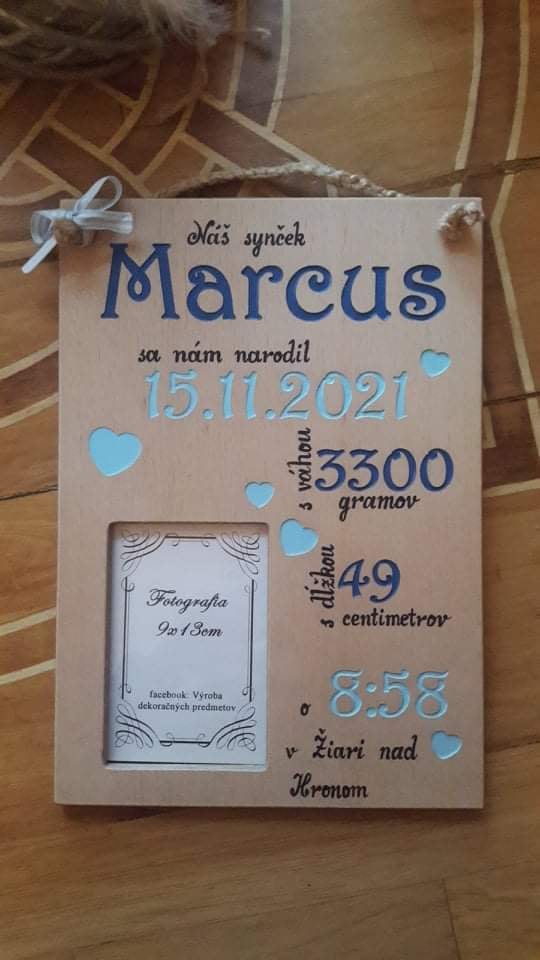 Náš synček
Marcus
sa nám narodil
15.11.2021
s váhou
3300
gramov
s dĺžkou
49
centimetrov
o 8:58
v Žiari nad
Hronom
Fotografia
9x13cm
facebook: Výroba
dekoračných predmetov